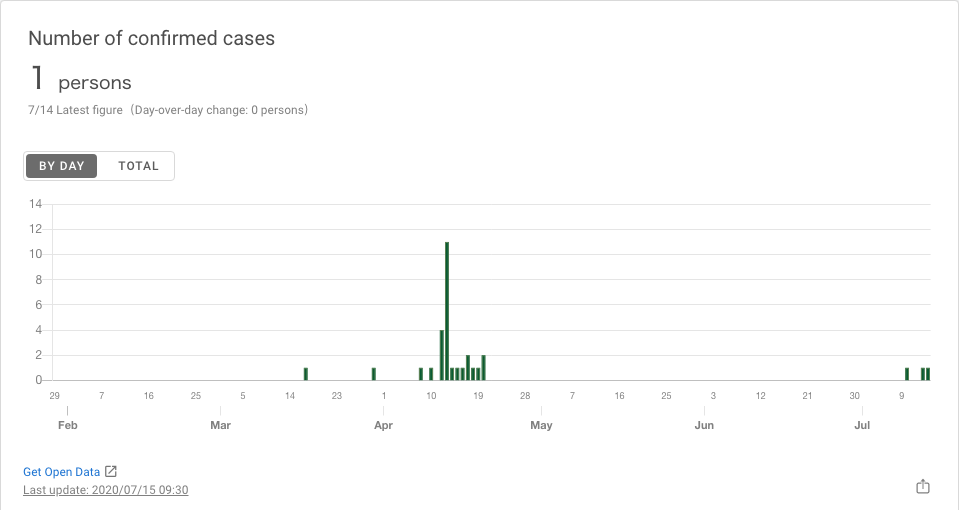 Number of confirmed cases
1 persons
7/14 Latest figure（Day-over-day change: 0 persons）
BY DAY TOTAL
14
12
10
8
6
4
2
0
29 7 16 25 5 14 23 1 10 19 28 7 16 25 3 12 21 30 9
Feb Mar Apr May Jun Jul
Get Open Data
Last update: 2020/07/15 09:30